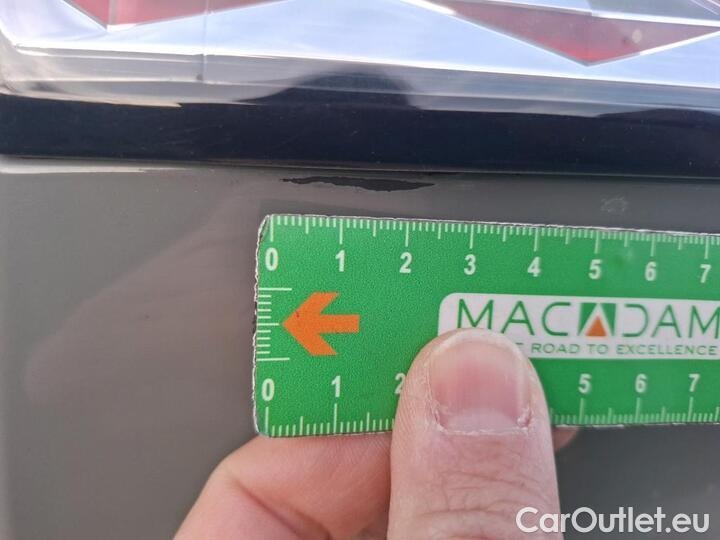 0 1 2 3 4 5 6 7
MACADAM
ROAD TO EXCELLENCE
0 1 2 5 6 7
CarOutlet.eu